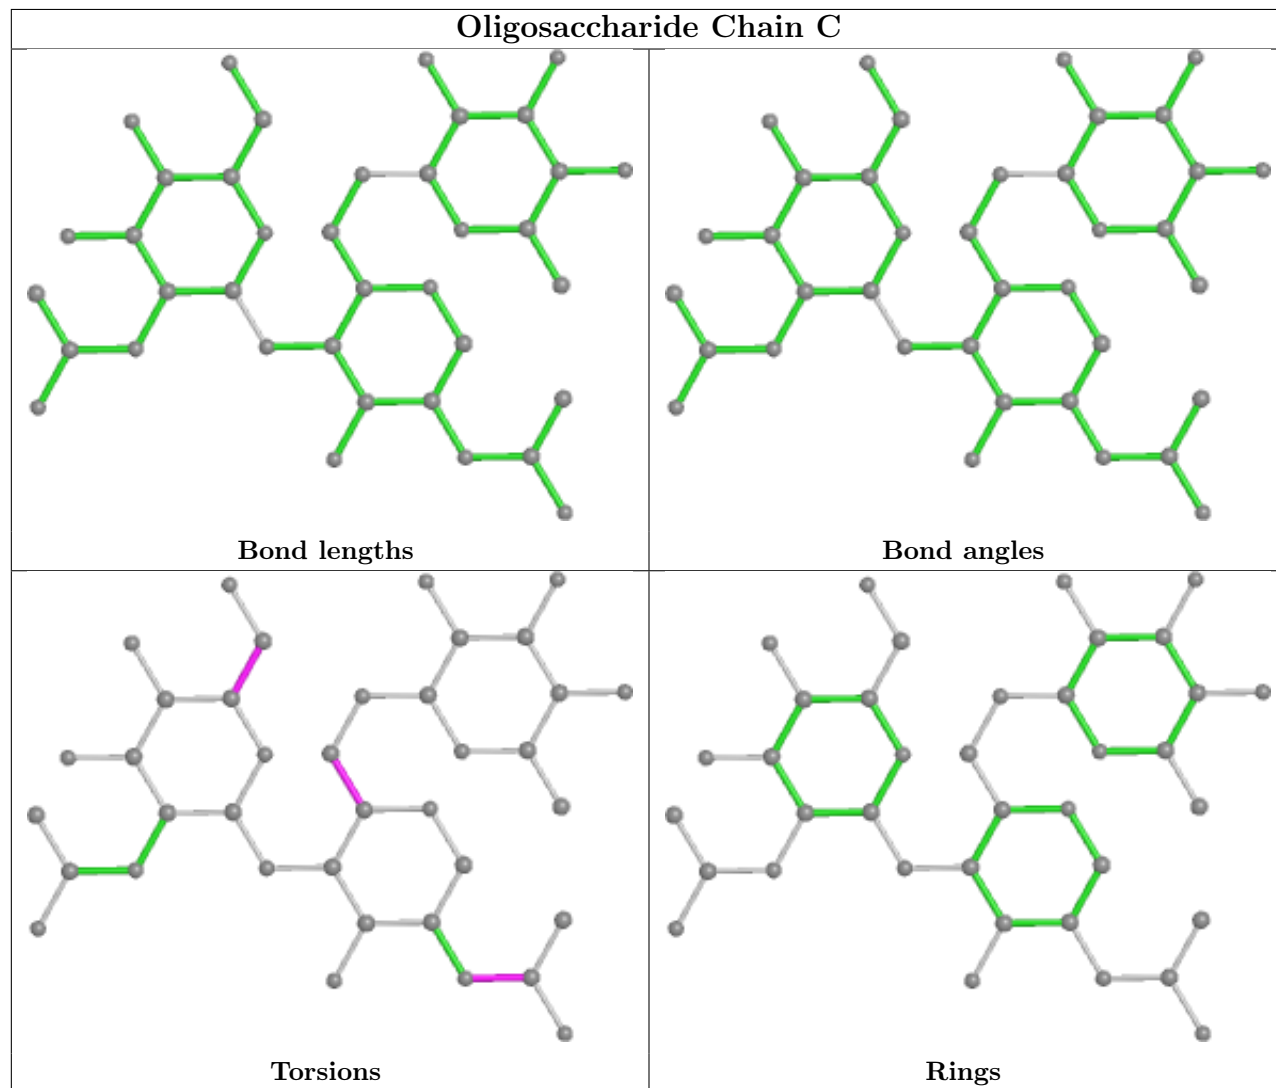 Oligosaccharide Chain C
Bond lengths
Bond angles
Torsions
Rings